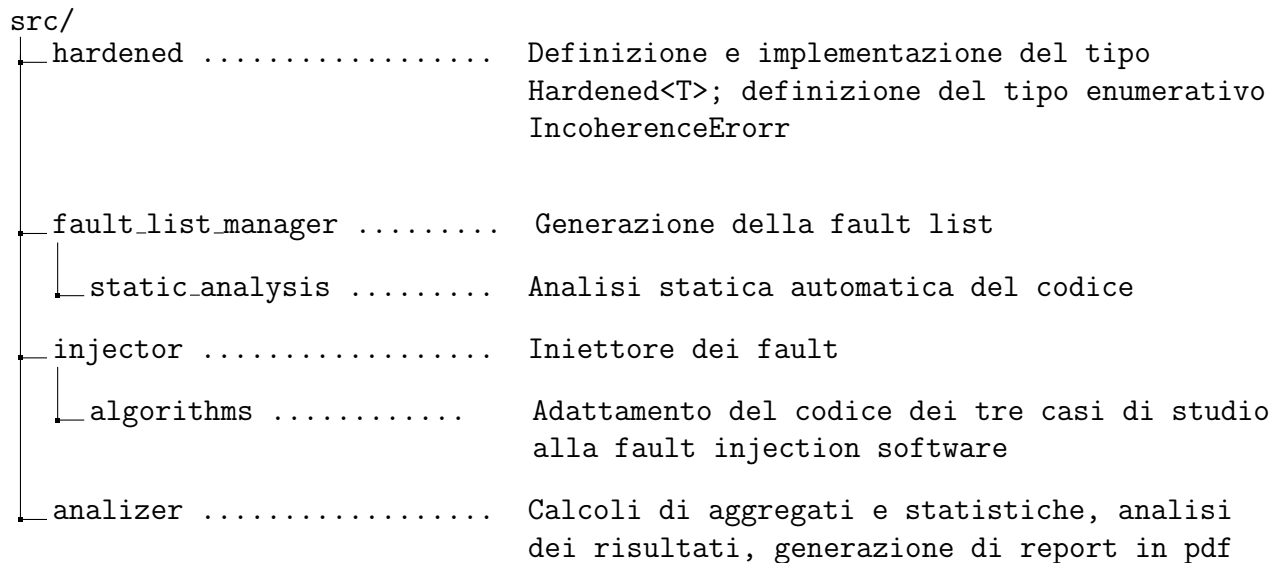 src/
hardened .................. Definizione e implementazione del tipo
Hardened<T>; definizione del tipo enumerativo
IncoherenceErorr
fault_list_manager ......... Generazione della fault list
static_analysis ......... Analisi statica automatica del codice
injector .................. Iniettore dei fault
algorithms ............ Adattamento del codice dei tre casi di studio
alla fault injection software
analizer .................. Calcoli di aggregati e statistiche, analisi
dei risultati, generazione di report in pdf